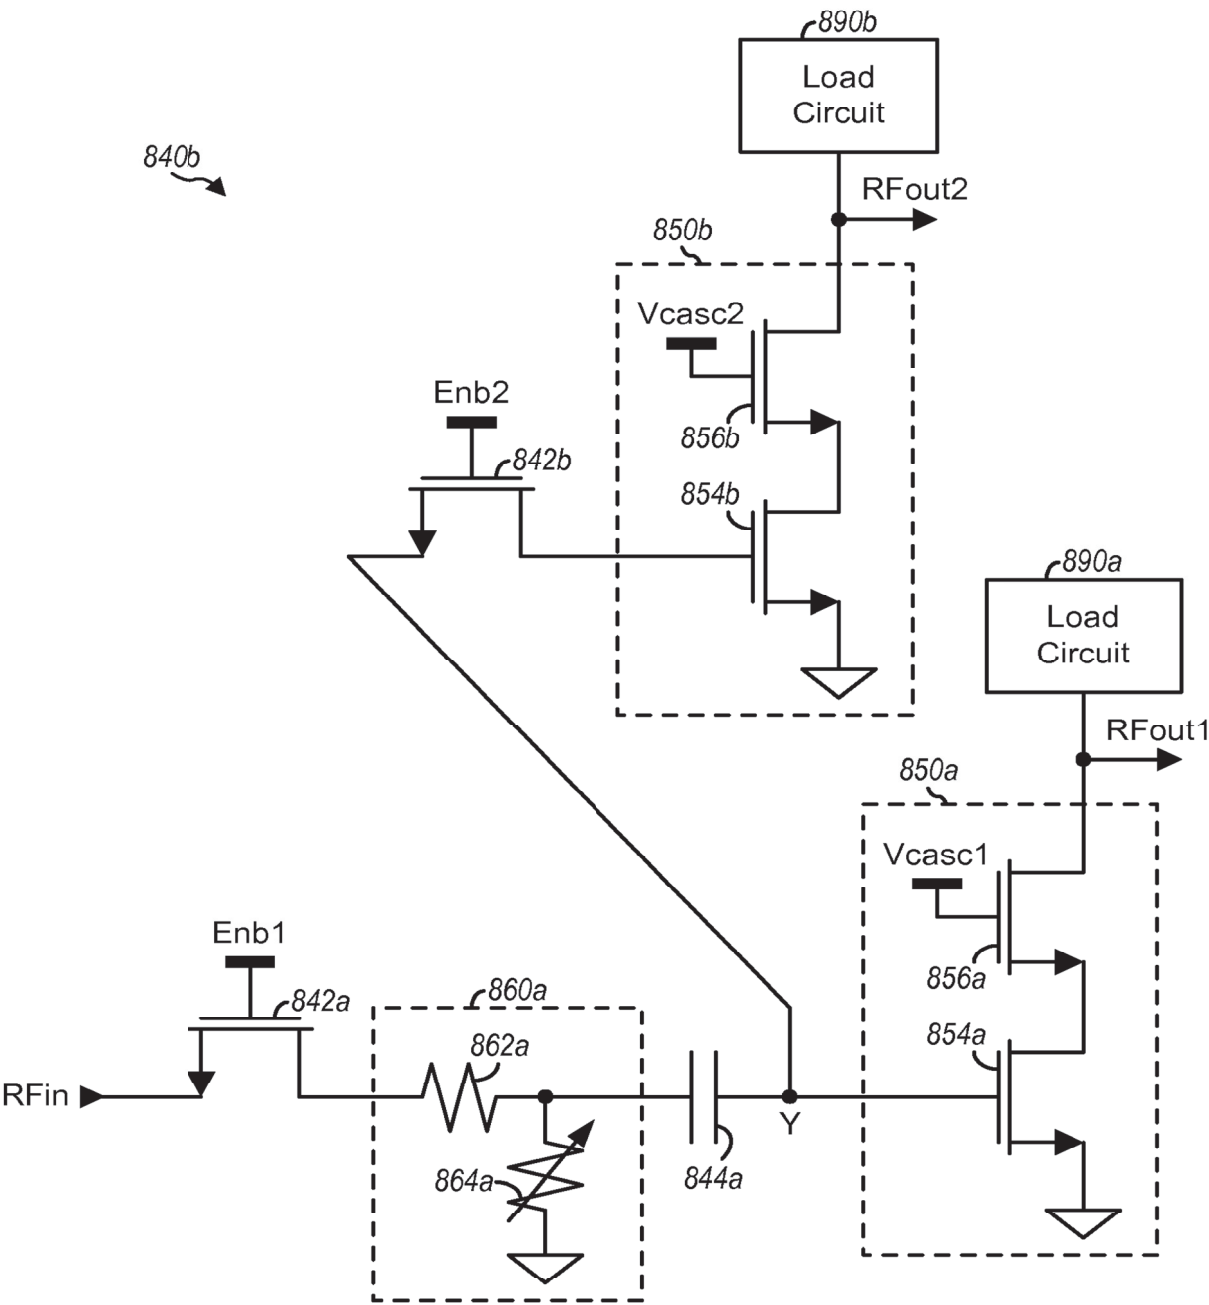 890b
Load
Circuit
840b
RFout2
850b
Vcasc2
Enb2
856b
842b
854b
890a
Load
Circuit
RFout1
850a
Vcasc1
Enb1
856a
842a
860a
854a
862a
RFin
Y
864a
844a